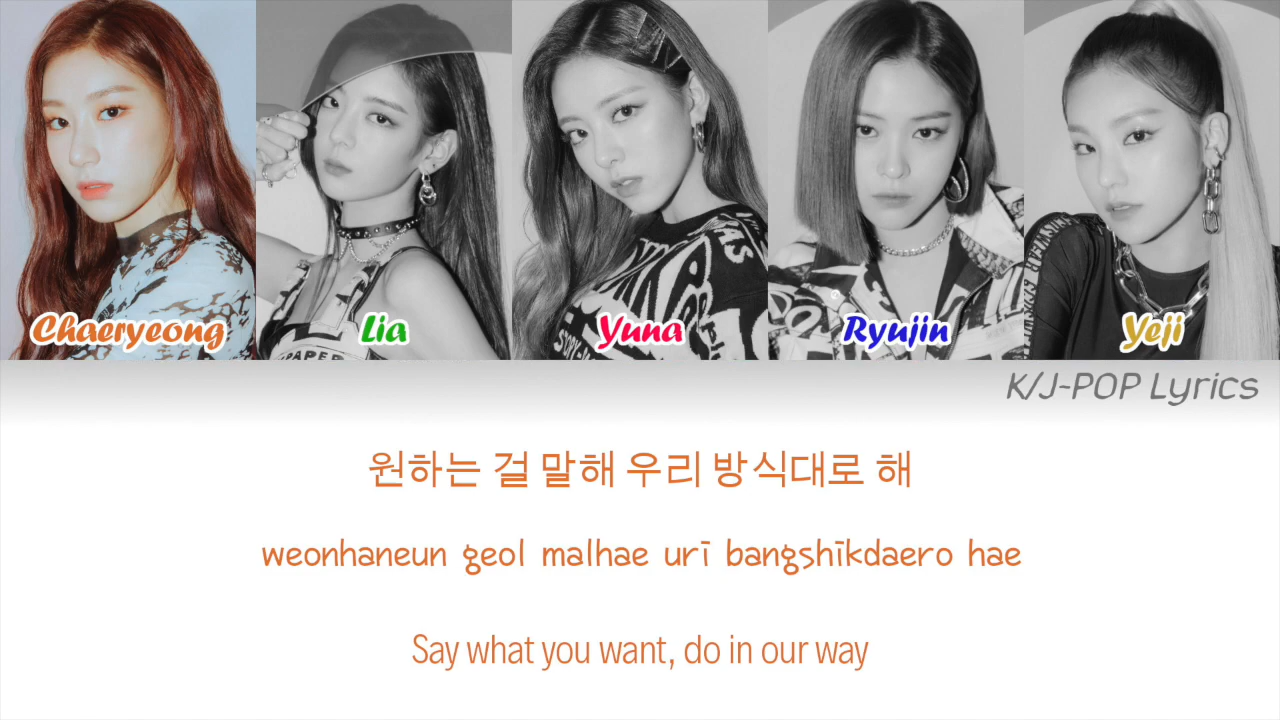 Chaeryeong
Lia
Yuna
Ryujin
Yeji
K/J-POP Lyrics
원하는 걸 말해 우리 방식대로 해
weonhaneun geol malhae urī bangshīkdaero hae
Say what you want, do in our way